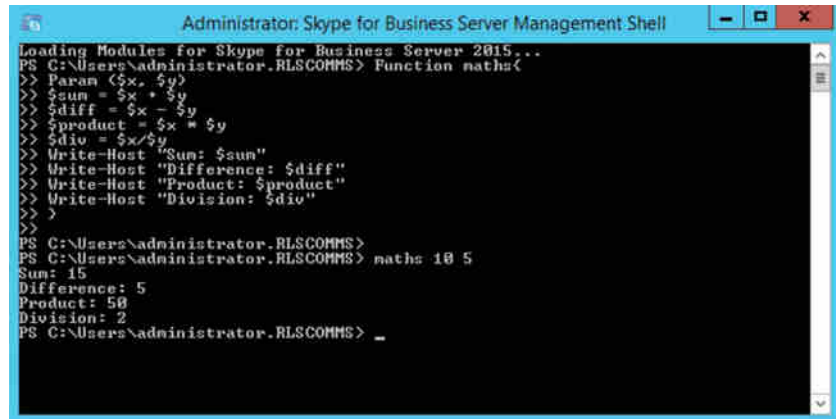 Administrator: Skype for Business Server Management Shell
Loading Modules for Skype for Business Server 2015...
PS C:\Users\administrator.RLSCOMMS> Function maths{
>> Param ($x, $y)
>> $sum = $x + $y
>> $diff = $x - $y
>> $product = $x * $y
>> $div = $x/$y
>> Write-Host "Sum: $sum"
>> Write-Host "Difference: $diff"
>> Write-Host "Product: $product"
>> Write-Host "Division: $div"
>> }
>>
PS C:\Users\administrator.RLSCOMMS>
PS C:\Users\administrator.RLSCOMMS> maths 10 5
Sum: 15
Difference: 5
Product: 50
Division: 2
PS C:\Users\administrator.RLSCOMMS> _